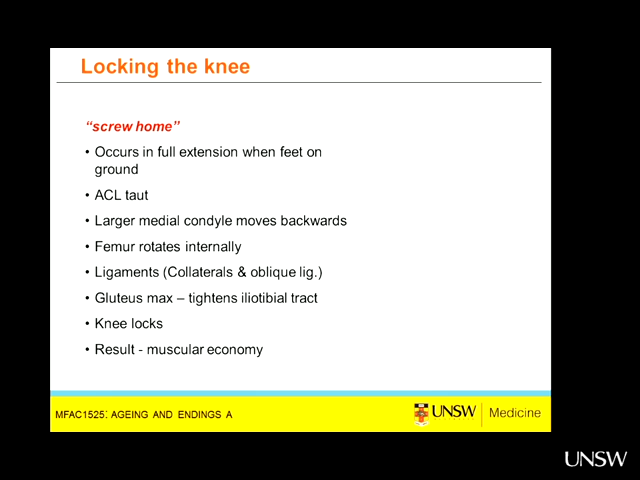 Locking the knee
“screw home”
• Occurs in full extension when feet on
ground
• ACL taut
• Larger medial condyle moves backwards
• Femur rotates internally
• Ligaments (Collaterals & oblique lig.)
• Gluteus max – tightens iliotibial tract
• Knee locks
• Result - muscular economy
MFAC1525: AGEING AND ENDINGS A
UNSW Medicine
UNSW